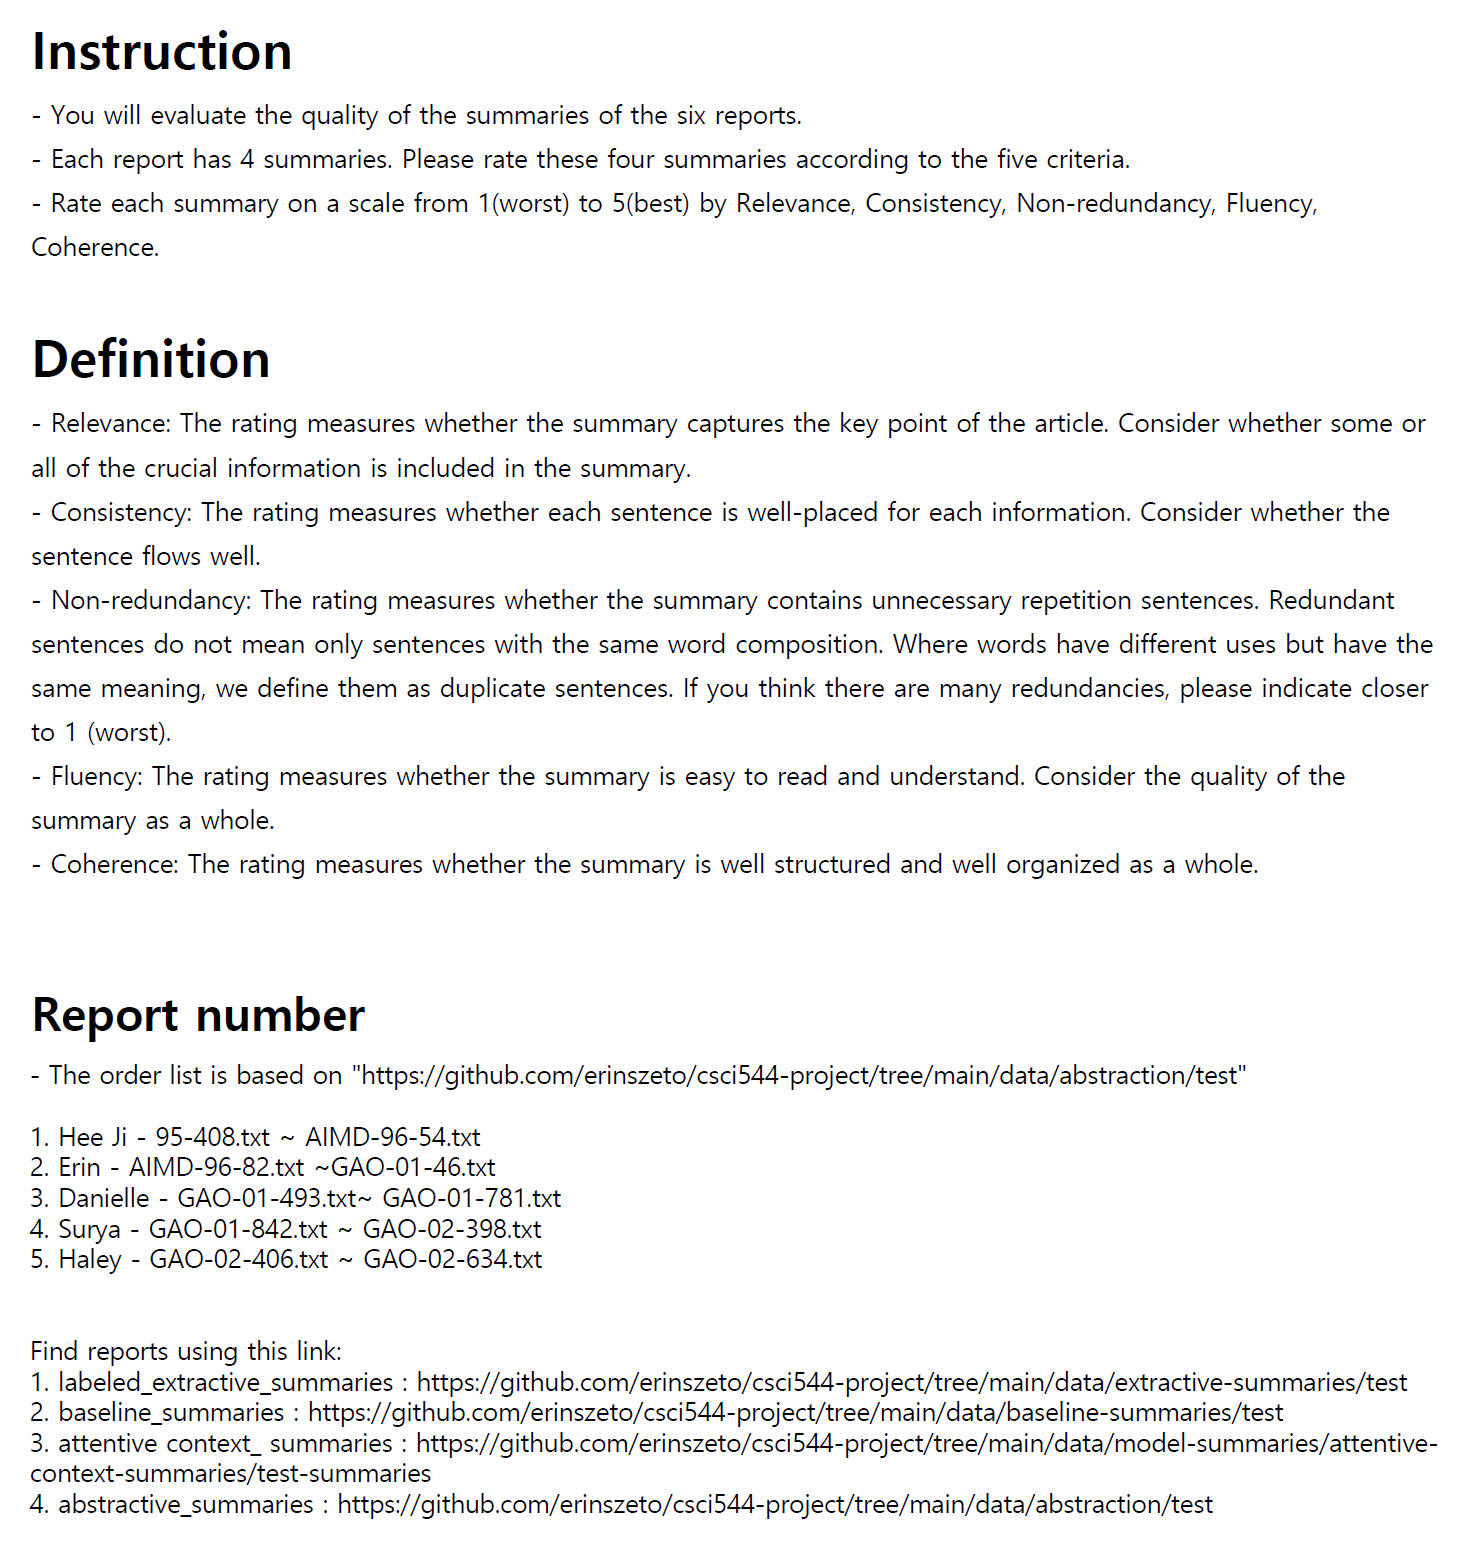 Instruction
- You will evaluate the quality of the summaries of the six reports.
- Each report has 4 summaries. Please rate these four summaries according to the five criteria.
- Rate each summary on a scale from 1(worst) to 5(best) by Relevance, Consistency, Non-redundancy, Fluency,
Coherence.
Definition
- Relevance: The rating measures whether the summary captures the key point of the article. Consider whether some or
all of the crucial information is included in the summary.
- Consistency: The rating measures whether each sentence is well-placed for each information. Consider whether the
sentence flows well.
- Non-redundancy: The rating measures whether the summary contains unnecessary repetition sentences. Redundant
sentences do not mean only sentences with the same word composition. Where words have different uses but have the
same meaning, we define them as duplicate sentences. If you think there are many redundancies, please indicate closer
to 1 (worst).
- Fluency: The rating measures whether the summary is easy to read and understand. Consider the quality of the
summary as a whole.
- Coherence: The rating measures whether the summary is well structured and well organized as a whole.
Report number
- The order list is based on "https://github.com/erinszeto/csci544-project/tree/main/data/abstraction/test"
1. Hee Ji - 95-408.txt ~ AIMD-96-54.txt
2. Erin - AIMD-96-82.txt ~GAO-01-46.txt
3. Danielle - GAO-01-493.txt~ GAO-01-781.txt
4. Surya - GAO-01-842.txt ~ GAO-02-398.txt
5. Haley - GAO-02-406.txt ~ GAO-02-634.txt
Find reports using this link:
1. labeled_extractive_summaries : https://github.com/erinszeto/csci544-project/tree/main/data/extractive-summaries/test
2. baseline_summaries : https://github.com/erinszeto/csci544-project/tree/main/data/baseline-summaries/test
3. attentive context_ summaries : https://github.com/erinszeto/csci544-project/tree/main/data/model-summaries/attentive-
context-summaries/test-summaries
4. abstractive_summaries : https://github.com/erinszeto/csci544-project/tree/main/data/abstraction/test